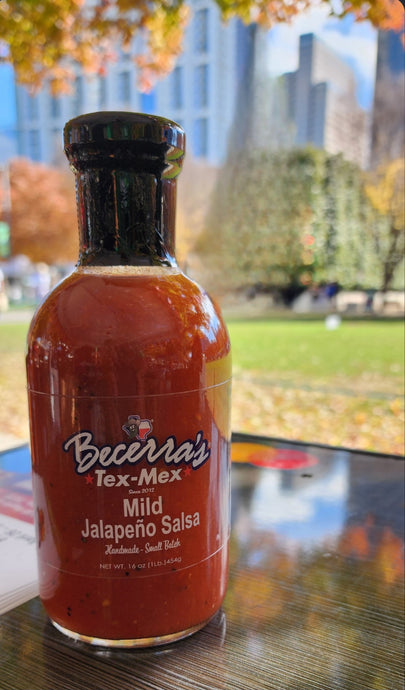 Becerra's
Tex-Mex
Since 2012
Mild
Jalapeño Salsa
Handmade - Small Batch
NET WT. 16 oz (1LB.)454g